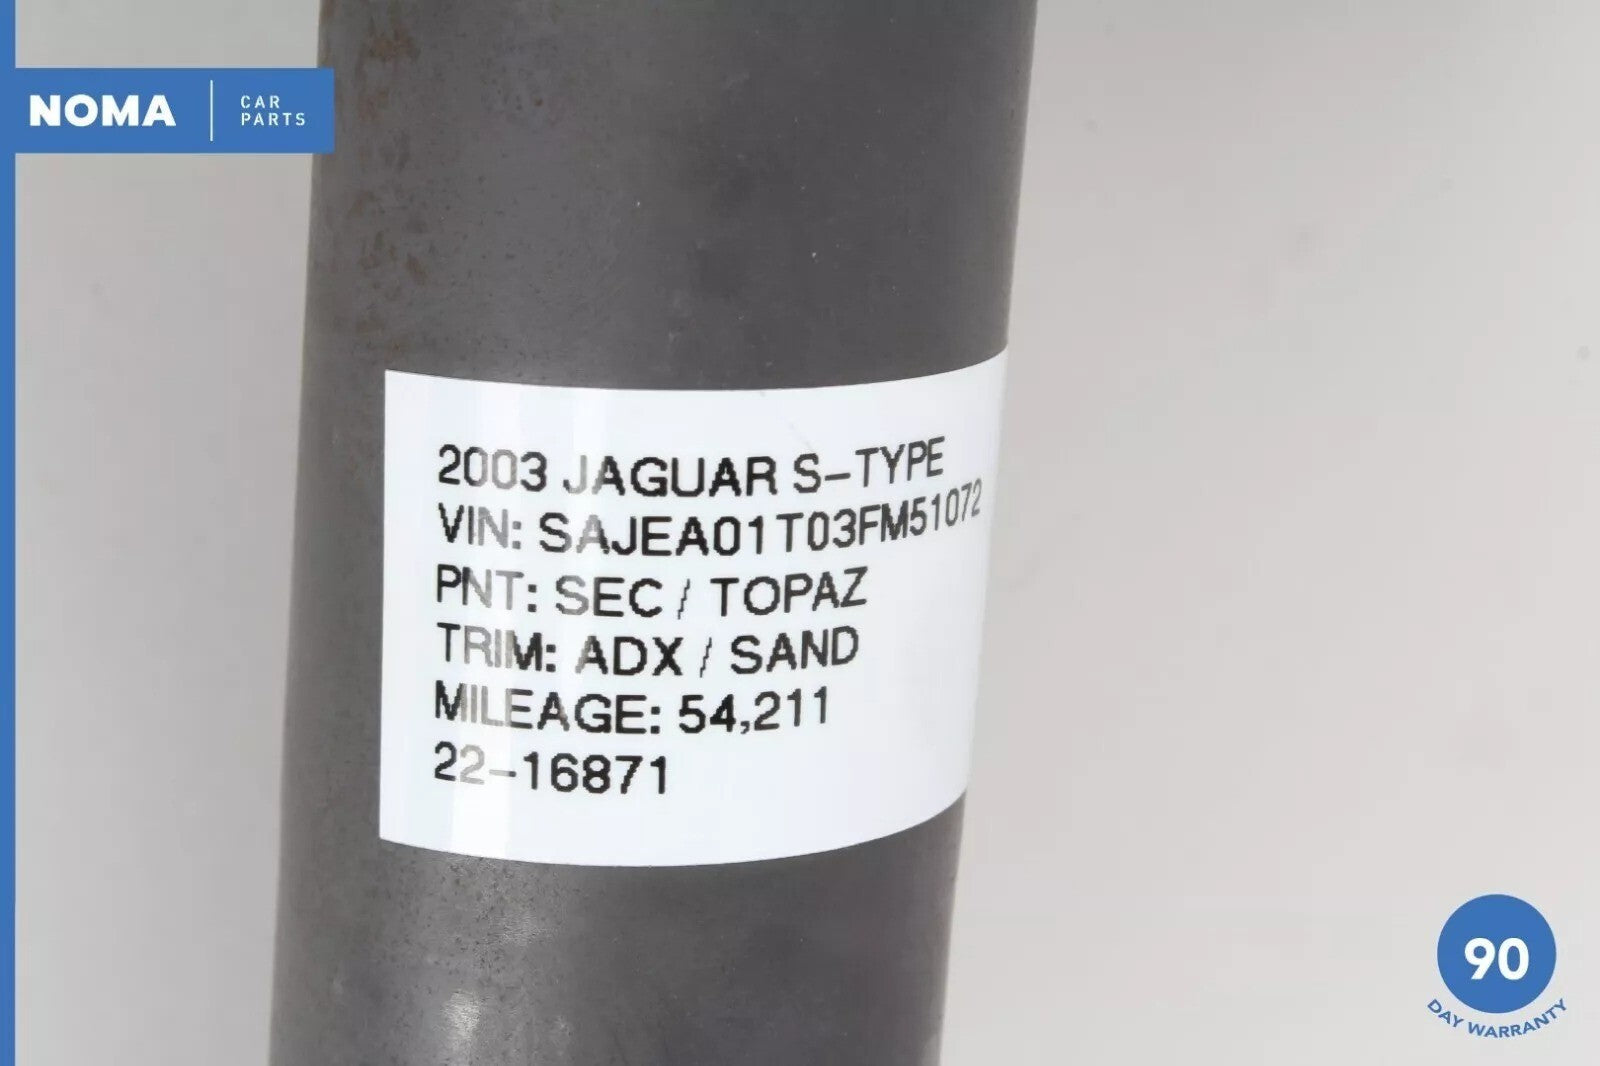 NOMA
CAR
PARTS
2003 JAGUAR S-TYPE
VIN: SAJEA01T03FM51072
PNT: SEC / TOPAZ
TRIM: ADX / SAND
MILEAGE: 54,211
22-16871
90
DAY WARRANTY